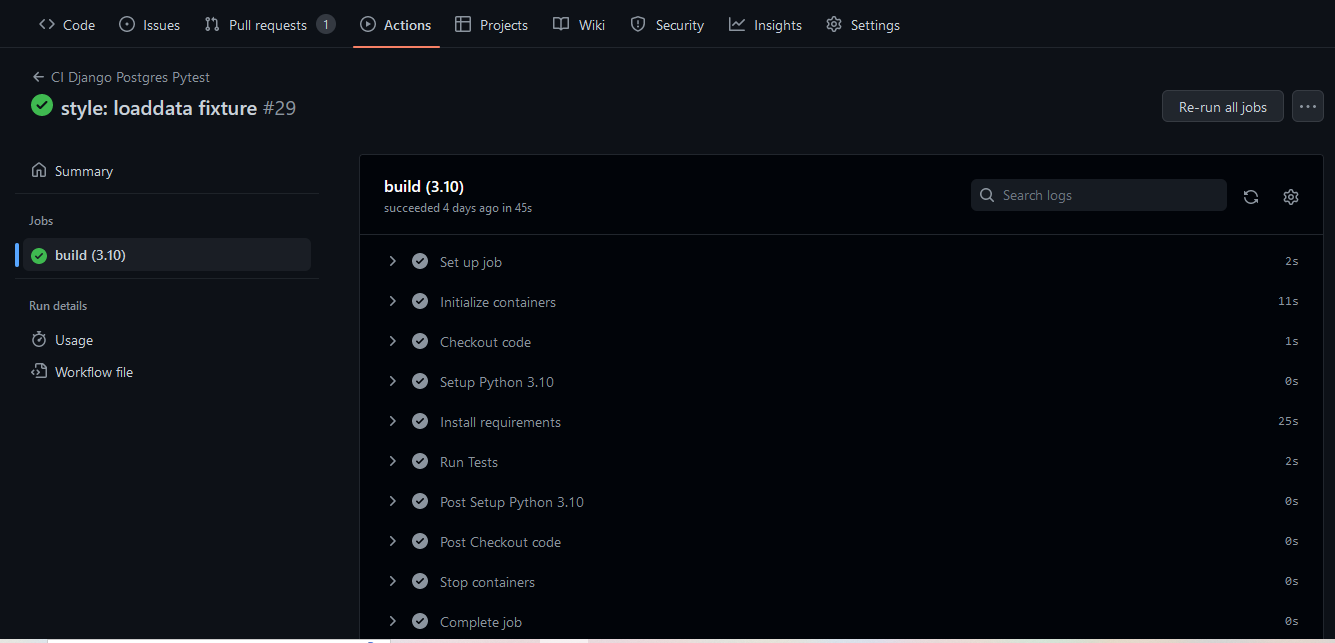 Code Issues Pull requests 1 Actions Projects Wiki Security Insights Settings
CI Django Postgres Pytest
style: loaddata fixture #29
Re-run all jobs
Summary
Jobs
build (3.10)
Run details
Usage
Workflow file
build (3.10)
succeeded 4 days ago in 45s
Search logs
Set up job 2s
Initialize containers 11s
Checkout code 1s
Setup Python 3.10 0s
Install requirements 25s
Run Tests 2s
Post Setup Python 3.10 0s
Post Checkout code 0s
Stop containers 0s
Complete job 0s